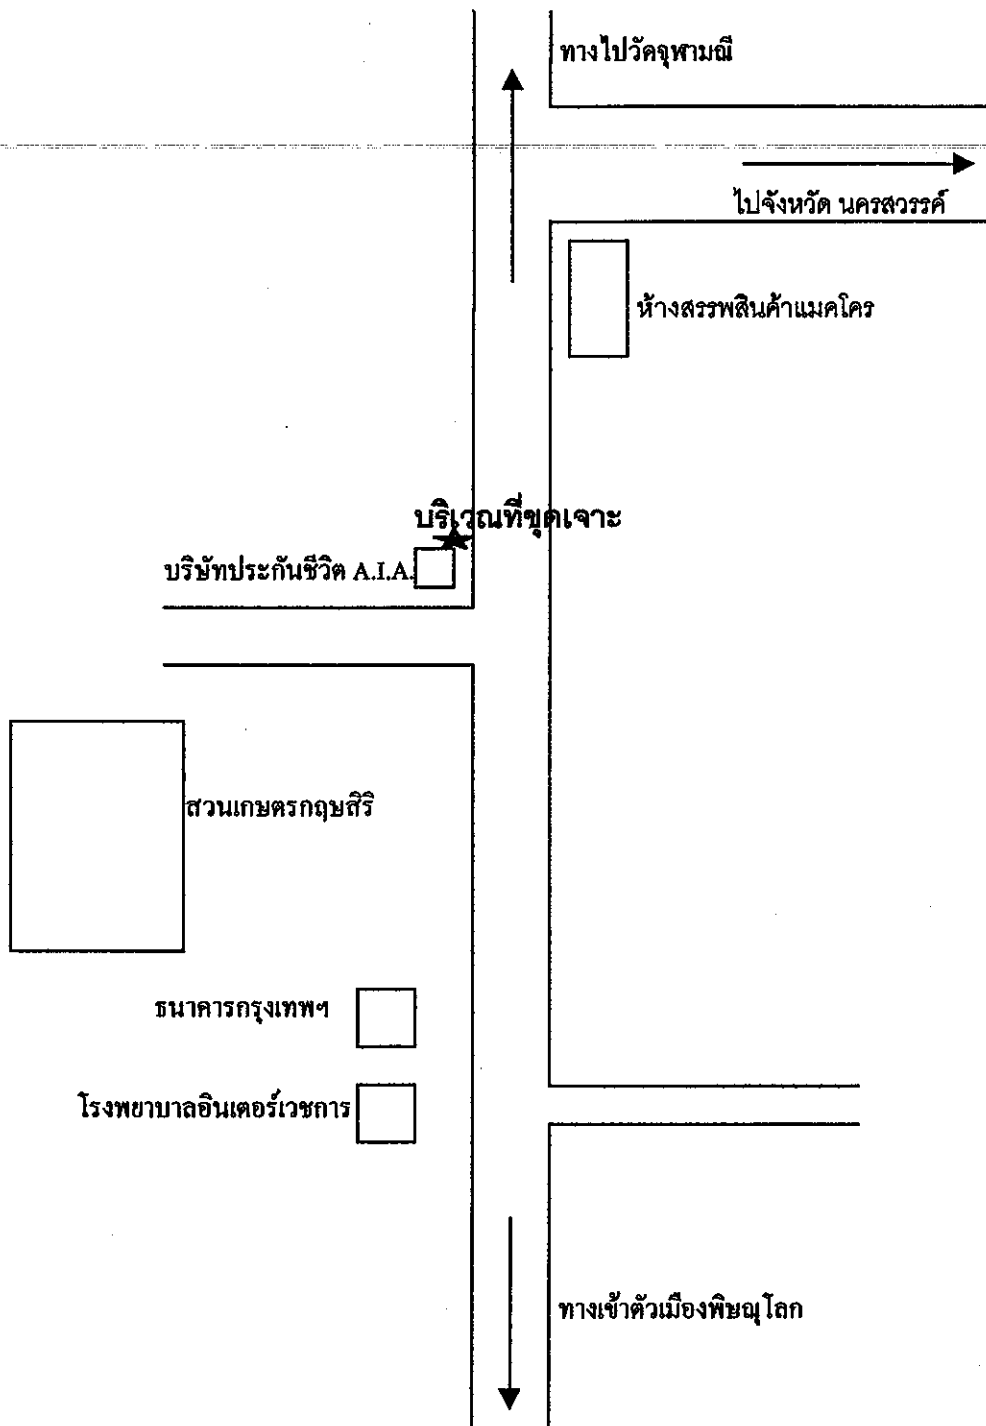 ทางไปวัดจุฬามณี
ไปจังหวัด นครสวรรค์
ห้างสรรพสินค้าแมคโคร
บริเวณที่ขุดเจาะ
บริษัทประกันชีวิต A.I.A.
สวนเกษตรกฤษสิริ
ธนาคารกรุงเทพฯ
โรงพยาบาลอินเตอร์เวชการ
ทางเข้าตัวเมืองพิษณุโลก